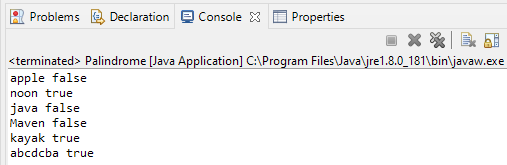 Problems Declaration Console Properties
<terminated> Palindrome [Java Application] C:\Program Files\Java\jre1.8.0_181\bin\javaw.exe
apple false
noon true
java false
Maven false
kayak true
abcdcba true